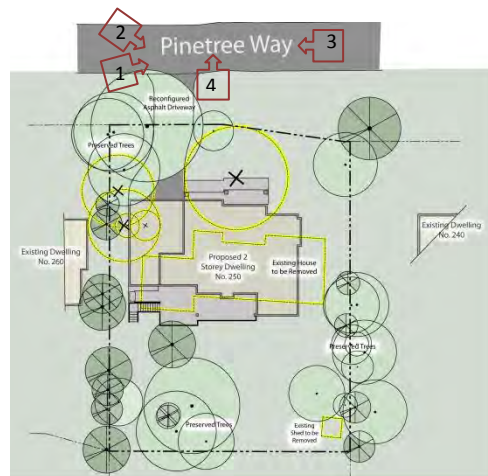 2
Pinetree Way
3
1
4
Reconfigured
Asphalt Driveway
Preserved Trees
Existing Dwelling
No. 260
Proposed 2
Storey Dwelling
No. 250
Existing House
to be Removed
Existing Dwelling
No. 240
Preserved Trees
Preserved Trees
Existing
Shed to be
Removed